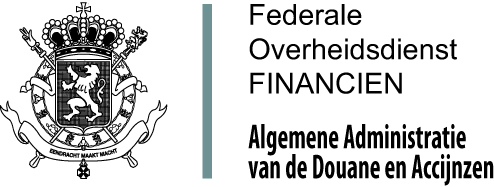 Federale
Overheidsdienst
FINANCIEN
Algemene Administratie
van de Douane en Accijnzen
EENDRACHT MAAKT MACHT